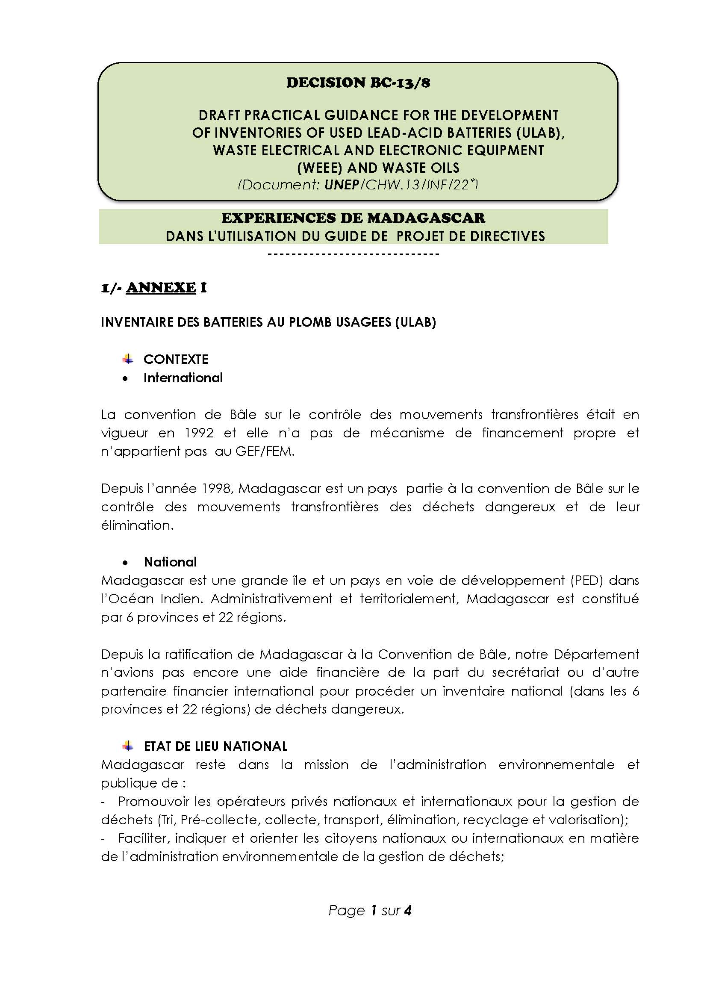 DECISION BC-13/8
DRAFT PRACTICAL GUIDANCE FOR THE DEVELOPMENT
OF INVENTORIES OF USED LEAD-ACID BATTERIES (ULAB),
WASTE ELECTRICAL AND ELECTRONIC EQUIPMENT
(WEEE) AND WASTE OILS
(Document: UNEP/CHW.13/INF/22*)
EXPERIENCES DE MADAGASCAR
DANS L'UTILISATION DU GUIDE DE PROJET DE DIRECTIVES
-----------------------------
1/- ANNEXE I
INVENTAIRE DES BATTERIES AU PLOMB USAGEES (ULAB)
CONTEXTE
• International
La convention de Bâle sur le contrôle des mouvements transfrontières était en
vigueur en 1992 et elle n'a pas de mécanisme de financement propre et
n'appartient pas au GEF/FEM.
Depuis l'année 1998, Madagascar est un pays partie à la convention de Bâle sur le
contrôle des mouvements transfrontières des déchets dangereux et de leur
élimination.
• National
Madagascar est une grande île et un pays en voie de développement (PED) dans
l'Océan Indien. Administrativement et territorialement, Madagascar est constitué
par 6 provinces et 22 régions.
Depuis la ratification de Madagascar à la Convention de Bâle, notre Département
n'avions pas encore une aide financière de la part du secrétariat ou d'autre
partenaire financier international pour procéder un inventaire national (dans les 6
provinces et 22 régions) de déchets dangereux.
ETAT DE LIEU NATIONAL
Madagascar reste dans la mission de l'administration environnementale et
publique de :
- Promouvoir les opérateurs privés nationaux et internationaux pour la gestion de
déchets (Tri, Pré-collecte, collecte, transport, élimination, recyclage et valorisation);
- Faciliter, indiquer et orienter les citoyens nationaux ou internationaux en matière
de l'administration environnementale de la gestion de déchets;
Page 1 sur 4